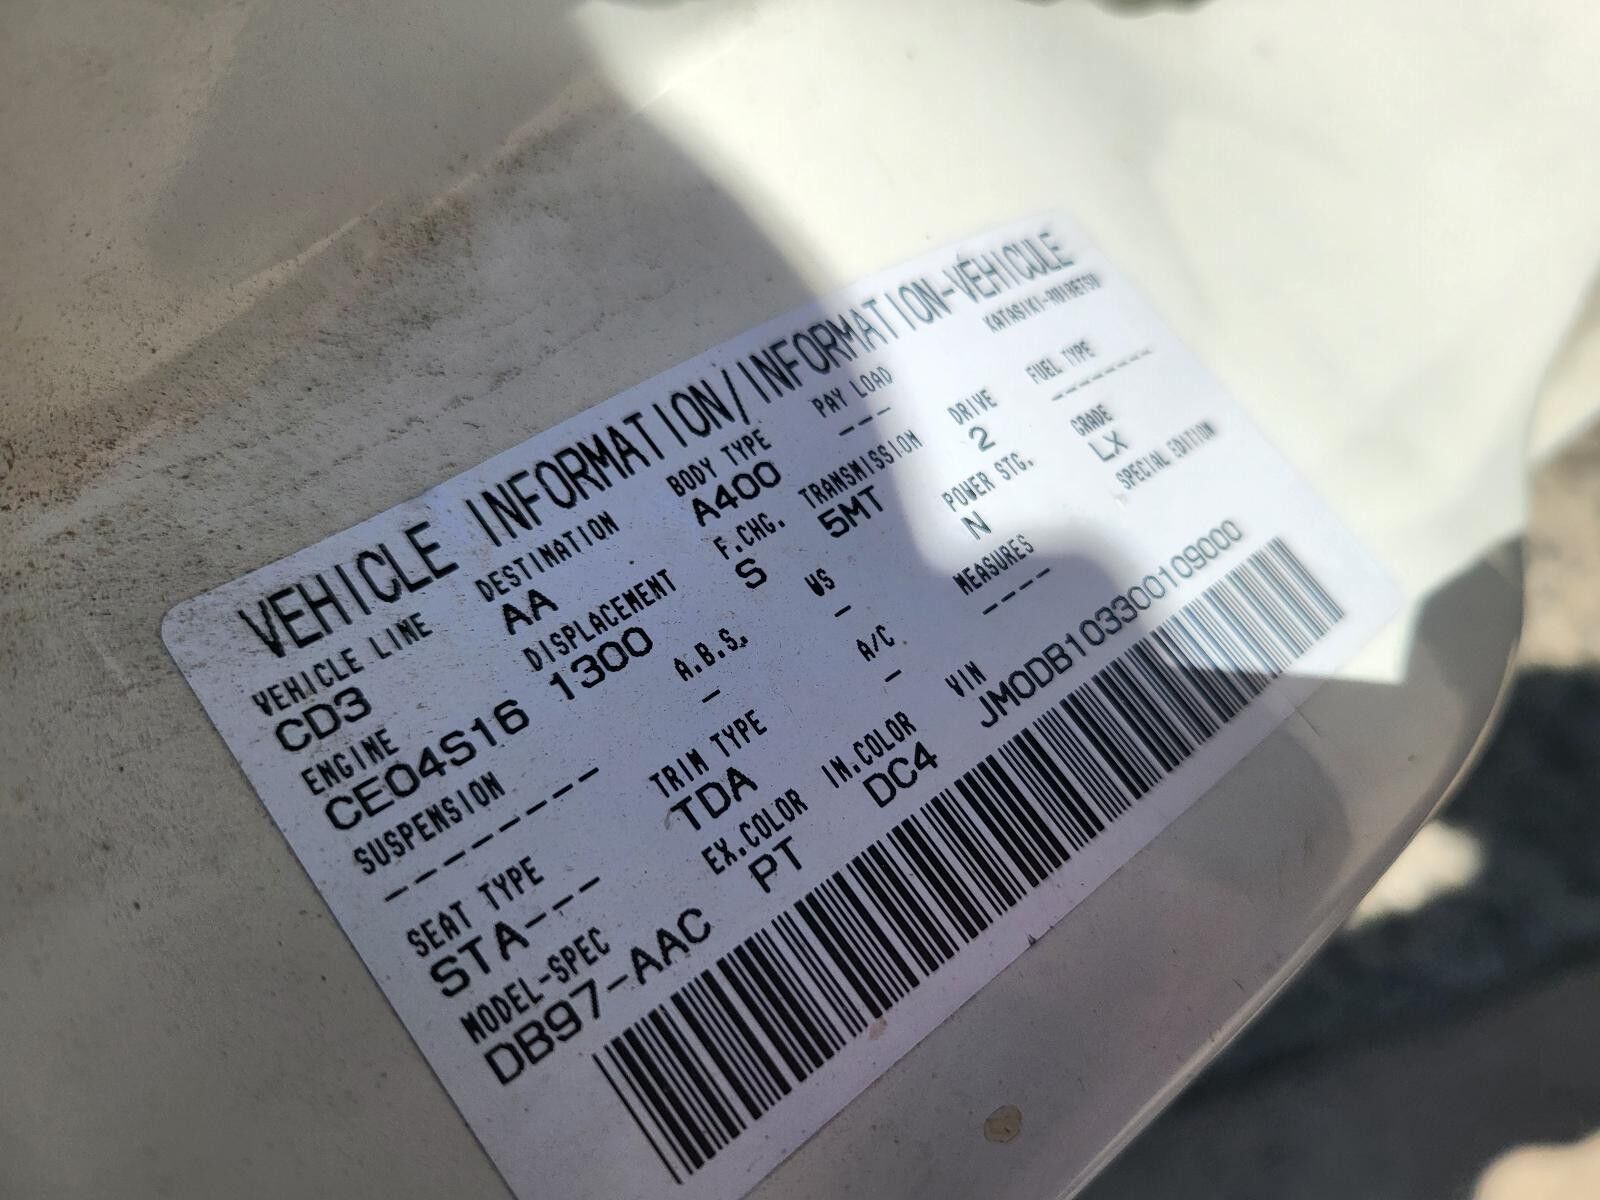 VEHICLE INFORMATION/INFORMATION-VÉHICULE
VEHICLE LINE DESTINATION BODY TYPE PAY LOAD KATASIKI-RUIBETSU
CD3 AA A400 --- -------
ENGINE DISPLACEMENT F.CHG. TRANSMISSION DRIVE FUEL TYPE
CE04S16 1300 S 5MT 2
SUSPENSION A.B.S. WS POWER STG. GRADE
------- - - N LX
SEAT TYPE TRIM TYPE A/C MEASURES SPECIAL EDITION
STA--- TDA - ---
MODEL-SPEC EX.COLOR IN.COLOR VIN
DB97-AAC PT DC4 JM0DB103300109000